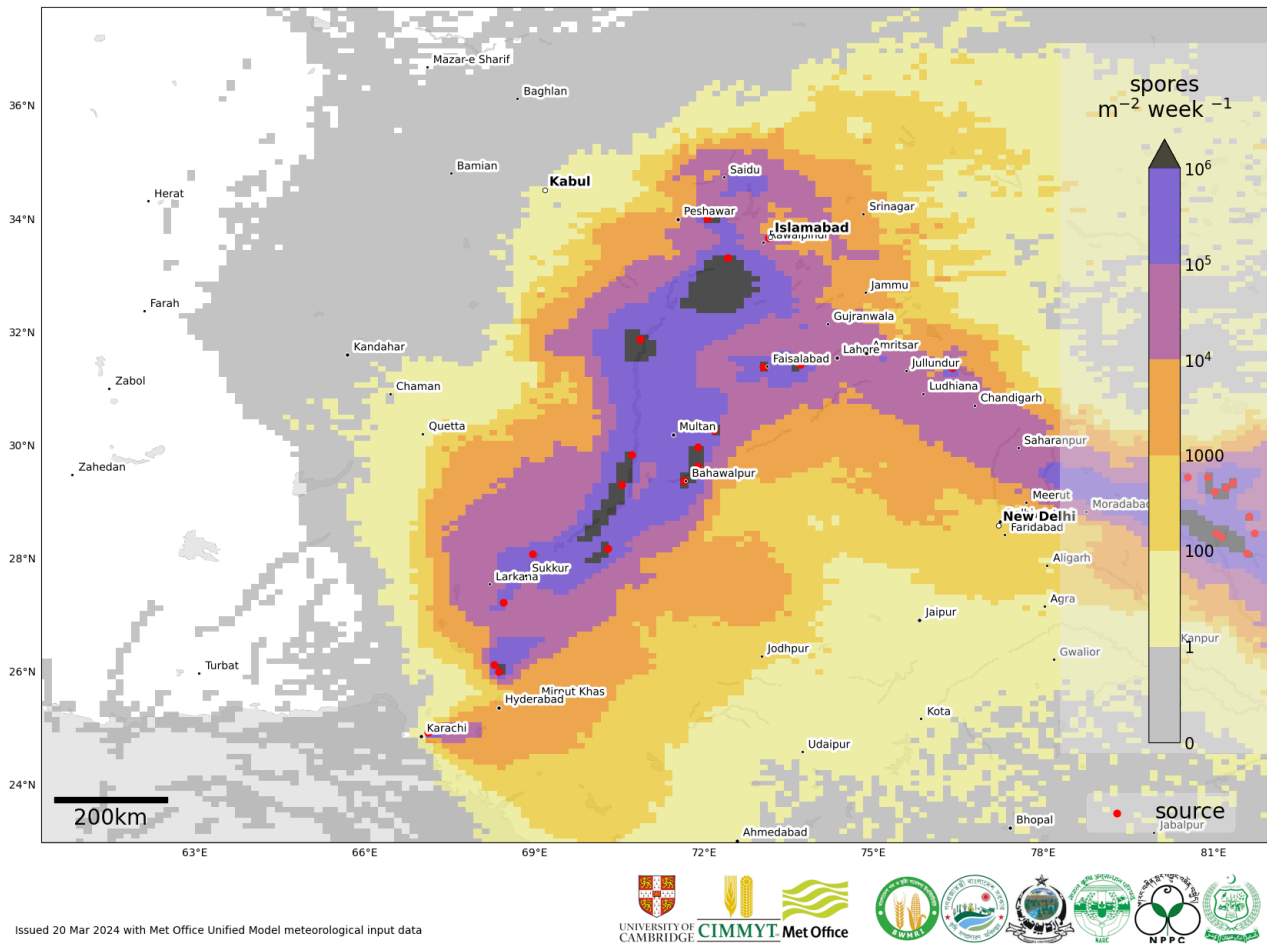 spores
m⁻² week ⁻¹
10⁶
10⁵
10⁴
1000
100
1
0
36°N
34°N
32°N
30°N
28°N
26°N
24°N
Mazar-e Sharif
Baghlan
Bamian
Kabul
Herat
Saidu
Peshawar
Srinagar
Islamabad
Rawalpindi
Farah
Jammu
Gujranwala
Kandahar
Lahore
Amritsar
Faisalabad
Jullundur
Zabol
Chaman
Ludhiana
Chandigarh
Quetta
Multan
Saharanpur
Zahedan
Bahawalpur
Meerut
Moradabad
New Delhi
Faridabad
Aligarh
Sukkur
Larkana
Agra
Jaipur
Kanpur
Jodhpur
Gwalior
Turbat
Mirput Khas
Hyderabad
Karachi
Kota
Udaipur
200km
source
Bhopal
Jabalpur
Ahmedabad
63°E
66°E
69°E
72°E
75°E
78°E
81°E
Issued 20 Mar 2024 with Met Office Unified Model meteorological input data
UNIVERSITY OF
CAMBRIDGE
CIMMYT
Met Office
BWMRI
NARC
NPPC